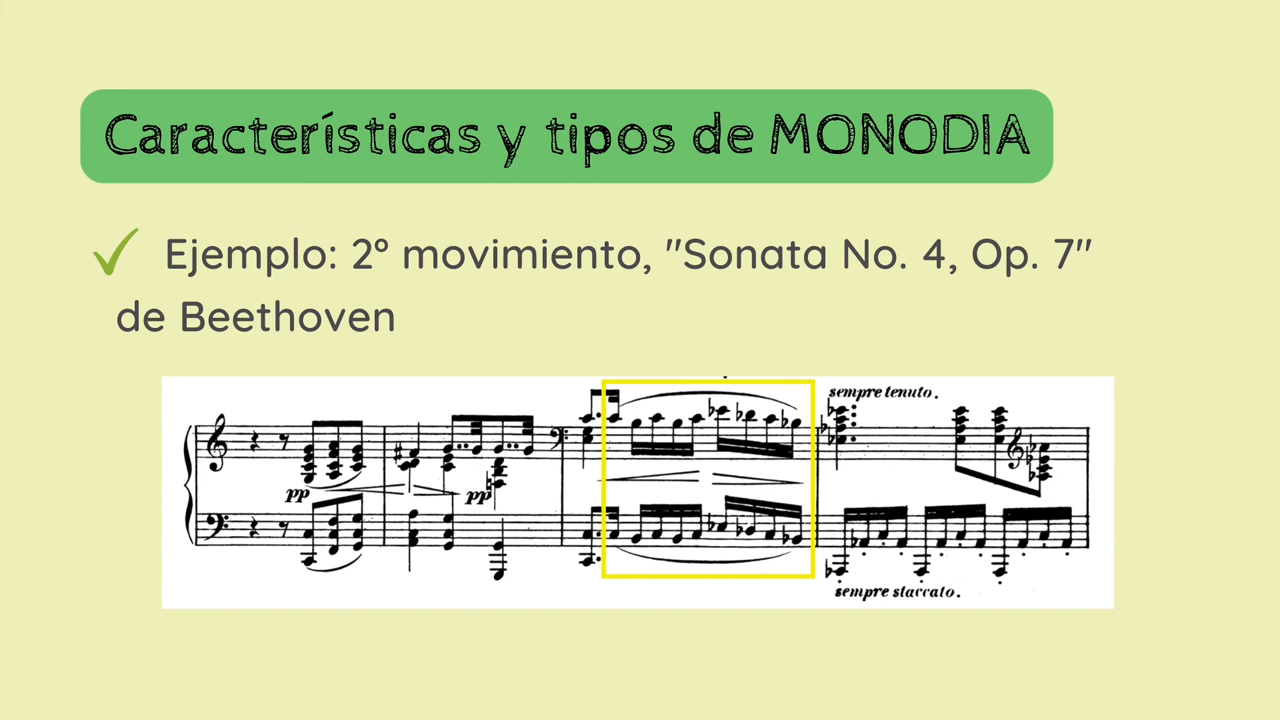 Características y tipos de MONODIA
✓ Ejemplo: 2º movimiento, "Sonata No. 4, Op. 7"
de Beethoven
sempre tenuto.
pp pp
sempre staccato.